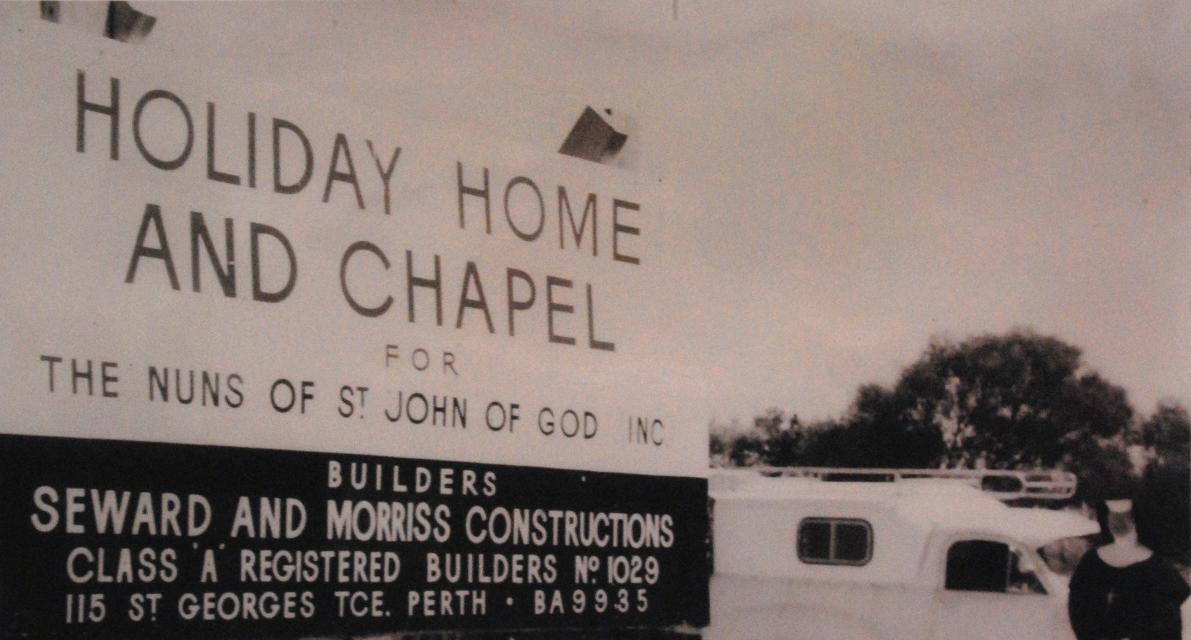 HOLIDAY HOME
AND CHAPEL
FOR
THE NUNS OF ST JOHN OF GOD INC
BUILDERS
SEWARD AND MORRISS CONSTRUCTIONS
CLASS 'A' REGISTERED BUILDERS No 1029
115 ST GEORGES TCE. PERTH • BA9935